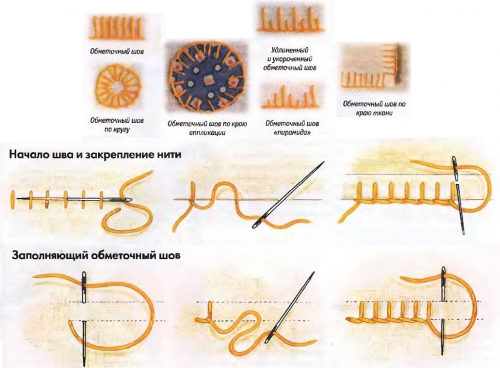 Обметочный шов
Удлиненный
и укороченный
обметочный шов
Обметочный шов
по кругу
Обметочный шов по краю
аппликации
Обметочный шов
«пирамида»
Обметочный шов по
краю ткани
Начало шва и закрепление нити
Заполняющий обметочный шов